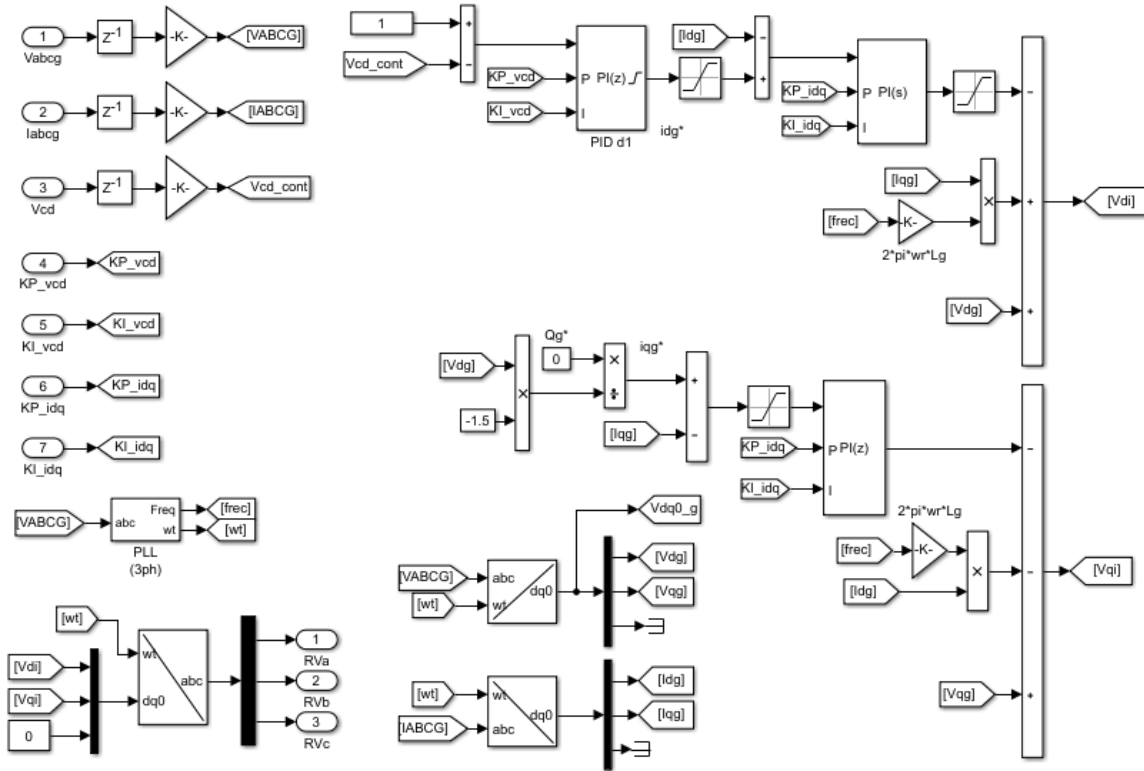 1
Vabcg
Z-1
-K-
[VABCG]
2
Iabcg
Z-1
-K-
[IABCG]
3
Vcd
Z-1
-K-
Vcd_cont
4
KP_vcd
KP_vcd
5
KI_vcd
KI_vcd
6
KP_idq
KP_idq
7
KI_idq
KI_idq
[VABCG]
abc
Freq
wt
PLL
(3ph)
[frec]
[wt]
[wt]
[Vdi]
[Vqi]
0
wt
dq0
abc
1
RVa
2
RVb
3
RVc
1
Vcd_cont
+
−
KP_vcd
KI_vcd
P
I
PI(z)
PID d1
idg*
[Idg]
−
+
KP_idq
KI_idq
P
I
PI(s)
[Iqg]
[frec]
-K-
2*pi*wr*Lg
×
[Vdg]
−
+
+
[Vdi]
[Vdg]
-1.5
×
Qg*
0
×
÷
iqg*
[Iqg]
+
−
KP_idq
KI_idq
P
I
PI(z)
2*pi*wr*Lg
[frec]
-K-
[Idg]
×
[Vqg]
−
−
+
[Vqi]
[VABCG]
[wt]
abc
wt
dq0
Vdq0_g
[Vdg]
[Vqg]
[wt]
[IABCG]
wt
abc
dq0
[Idg]
[Iqg]